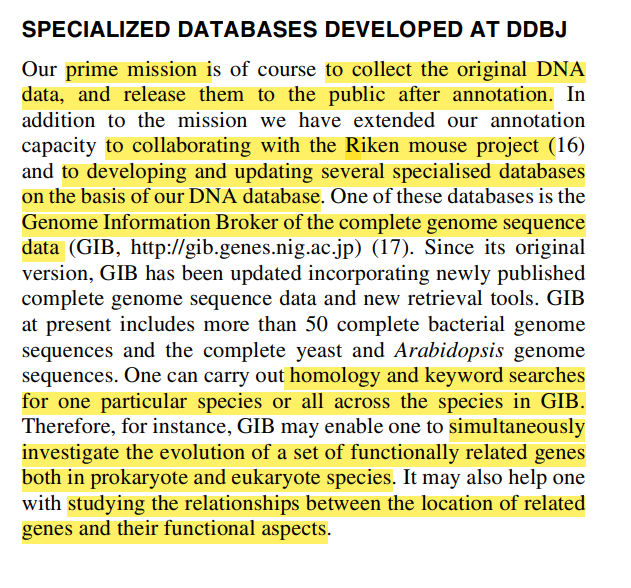 SPECIALIZED DATABASES DEVELOPED AT DDBJ
Our prime mission is of course to collect the original DNA
data, and release them to the public after annotation. In
addition to the mission we have extended our annotation
capacity to collaborating with the Riken mouse project (16)
and to developing and updating several specialised databases
on the basis of our DNA database. One of these databases is the
Genome Information Broker of the complete genome sequence
data (GIB, http://gib.genes.nig.ac.jp) (17). Since its original
version, GIB has been updated incorporating newly published
complete genome sequence data and new retrieval tools. GIB
at present includes more than 50 complete bacterial genome
sequences and the complete yeast and Arabidopsis genome
sequences. One can carry out homology and keyword searches
for one particular species or all across the species in GIB.
Therefore, for instance, GIB may enable one to simultaneously
investigate the evolution of a set of functionally related genes
both in prokaryote and eukaryote species. It may also help one
with studying the relationships between the location of related
genes and their functional aspects.